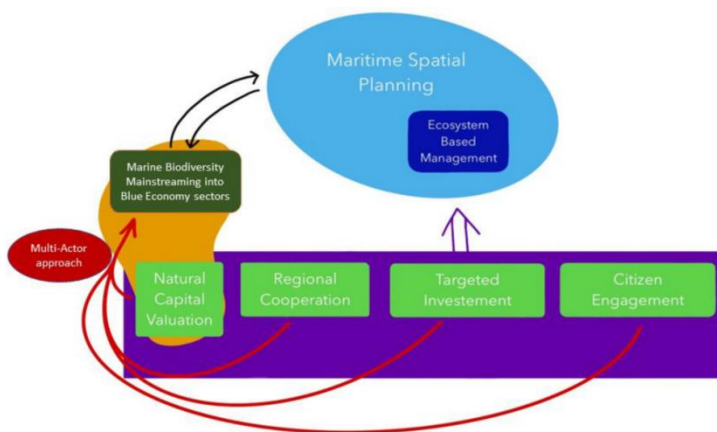 Maritime Spatial
Planning
Ecosystem
Based
Management
Marine Biodiversity
Mainstreaming into
Blue Economy sectors
Multi-Actor
approach
Natural
Capital
Valuation
Regional
Cooperation
Targeted
Investement
Citizen
Engagement